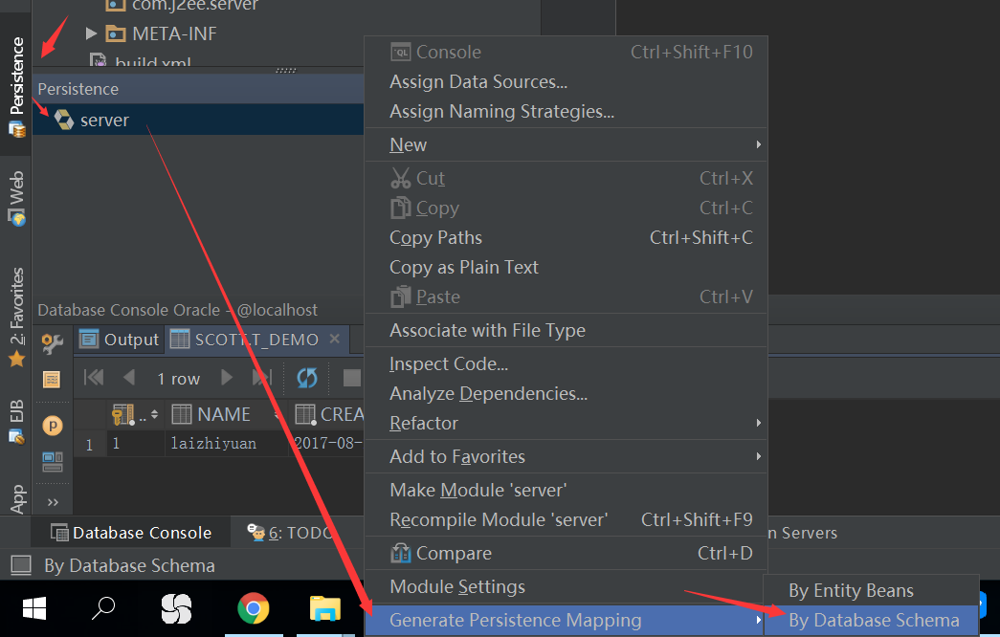 com.j2ee.server
META-INF
build.xml
Persistence
server
Persistence
Web
2: Favorites
EJB
App
Console Ctrl+Shift+F10
Assign Data Sources...
Assign Naming Strategies...
New
Cut Ctrl+X
Copy Ctrl+C
Copy Paths Ctrl+Shift+C
Copy as Plain Text
Paste Ctrl+V
Associate with File Type
Inspect Code...
Analyze Dependencies...
Refactor
Add to Favorites
Make Module 'server'
Recompile Module 'server' Ctrl+Shift+F9
Compare Ctrl+D
Module Settings
Generate Persistence Mapping
By Entity Beans
By Database Schema
Database Console Oracle - @localhost
Output SCOTT.T_DEMO
1 row
.. NAME CREA
1 1 laizhiyuan 2017-08-
Database Console 6: TODO n Servers
By Database Schema